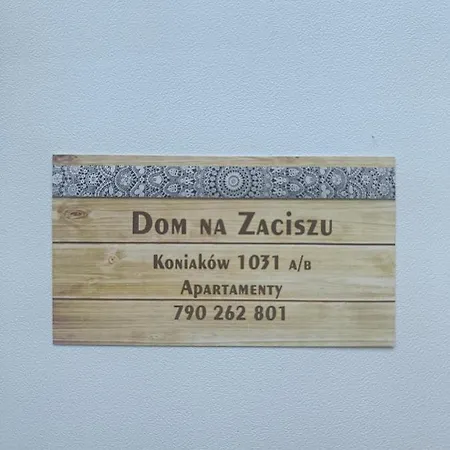 Dom na Zaciszu
Koniaków 1031 a/b
Apartamenty
790 262 801